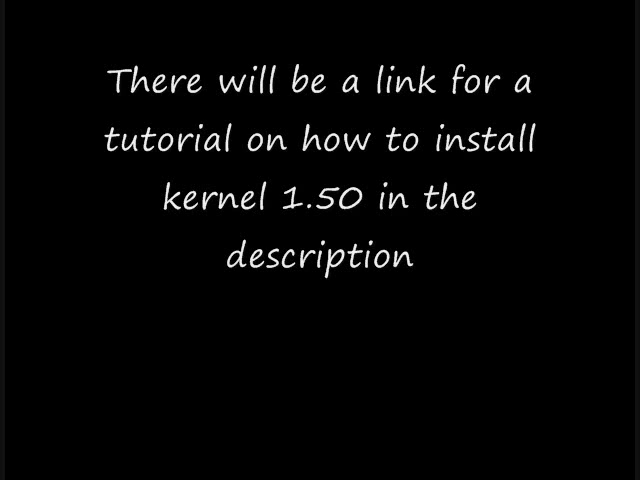 There will be a link for a
tutorial on how to install
kernel 1.50 in the
description